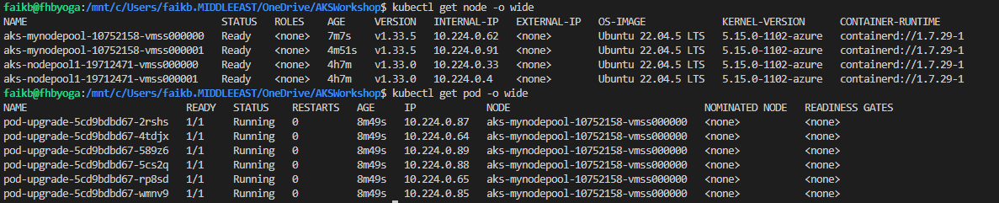 faikb@fhbyoga:/mnt/c/Users/faikb.MIDDLEEAST/OneDrive/AKSWorkshop$ kubectl get node -o wide
NAME STATUS ROLES AGE VERSION INTERNAL-IP EXTERNAL-IP OS-IMAGE KERNEL-VERSION CONTAINER-RUNTIME
aks-mynodepool-10752158-vmss000000 Ready <none> 7m7s v1.33.5 10.224.0.62 <none> Ubuntu 22.04.5 LTS 5.15.0-1102-azure containerd://1.7.29-1
aks-mynodepool-10752158-vmss000001 Ready <none> 4m51s v1.33.5 10.224.0.91 <none> Ubuntu 22.04.5 LTS 5.15.0-1102-azure containerd://1.7.29-1
aks-nodepool1-19712471-vmss000000 Ready <none> 4h7m v1.33.0 10.224.0.33 <none> Ubuntu 22.04.5 LTS 5.15.0-1102-azure containerd://1.7.29-1
aks-nodepool1-19712471-vmss000001 Ready <none> 4h7m v1.33.0 10.224.0.4 <none> Ubuntu 22.04.5 LTS 5.15.0-1102-azure containerd://1.7.29-1
faikb@fhbyoga:/mnt/c/Users/faikb.MIDDLEEAST/OneDrive/AKSWorkshop$ kubectl get pod -o wide
NAME READY STATUS RESTARTS AGE IP NODE NOMINATED NODE READINESS GATES
pod-upgrade-5cd9bdbd67-2rshs 1/1 Running 0 8m49s 10.224.0.87 aks-mynodepool-10752158-vmss000000 <none> <none>
pod-upgrade-5cd9bdbd67-4tdjx 1/1 Running 0 8m49s 10.224.0.64 aks-mynodepool-10752158-vmss000000 <none> <none>
pod-upgrade-5cd9bdbd67-589z6 1/1 Running 0 8m49s 10.224.0.89 aks-mynodepool-10752158-vmss000000 <none> <none>
pod-upgrade-5cd9bdbd67-5cs2q 1/1 Running 0 8m49s 10.224.0.88 aks-mynodepool-10752158-vmss000000 <none> <none>
pod-upgrade-5cd9bdbd67-rp8sd 1/1 Running 0 8m49s 10.224.0.65 aks-mynodepool-10752158-vmss000000 <none> <none>
pod-upgrade-5cd9bdbd67-wmnv9 1/1 Running 0 8m49s 10.224.0.85 aks-mynodepool-10752158-vmss000000 <none> <none>